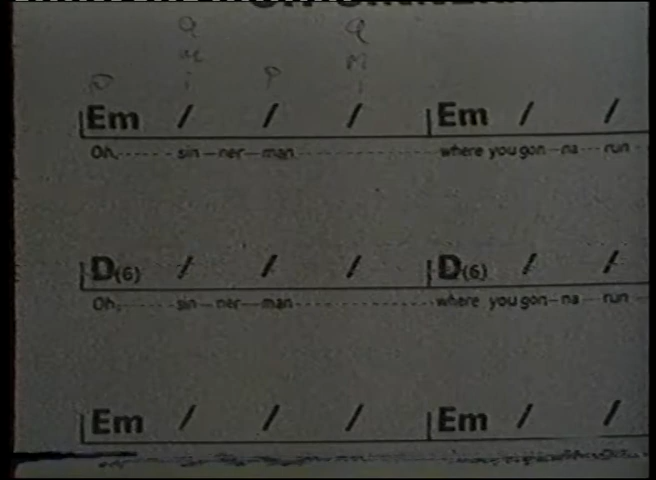 a a
m m
P i P i
Em / / / Em / /
Oh, sin-ner-man where you gon-na run
D(6) / / / D(6) / /
Oh, sin-ner-man where you gon-na run
Em / / / Em / /